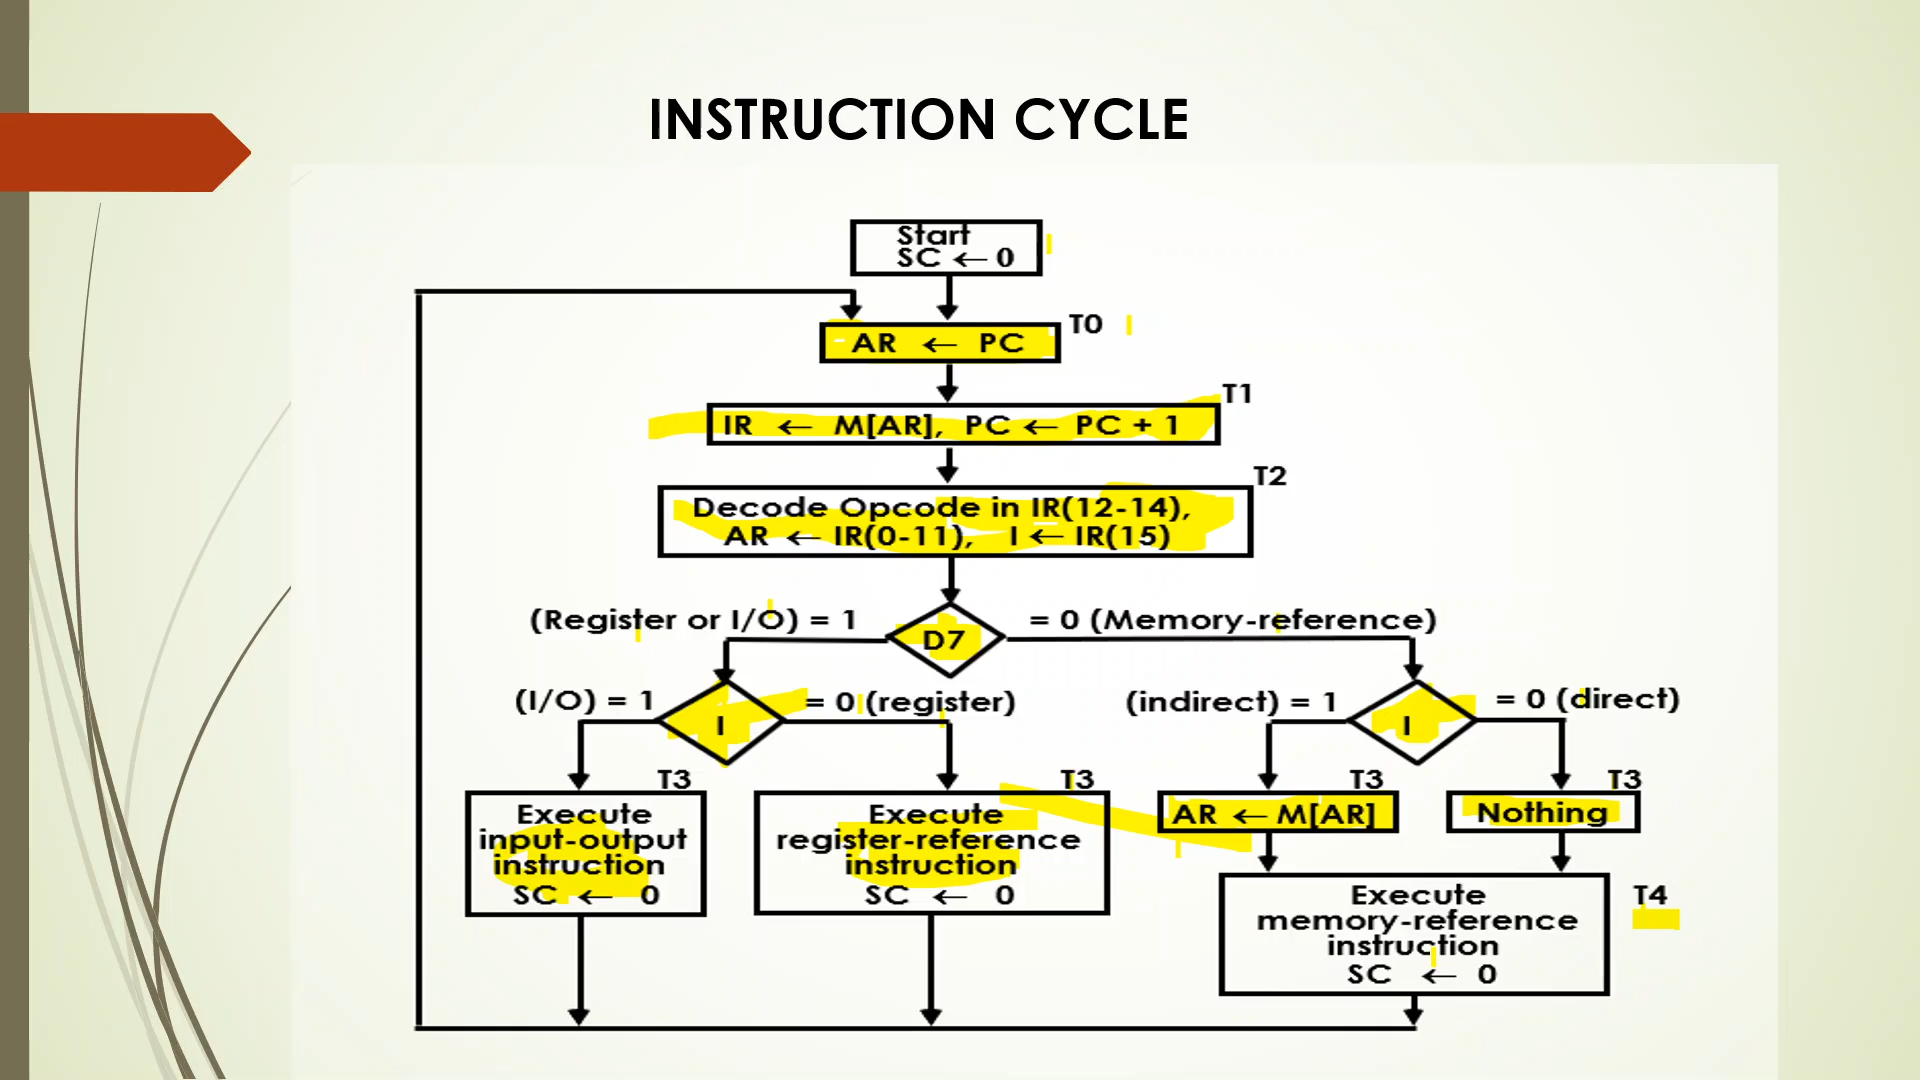 INSTRUCTION CYCLE
Start
SC ← 0
T0
AR ← PC
T1
IR ← M[AR], PC ← PC + 1
T2
Decode Opcode in IR(12-14),
AR ← IR(0-11), I ← IR(15)
(Register or I/O) = 1
D7
= 0 (Memory-reference)
(I/O) = 1
I
= 0 (register)
(indirect) = 1
I
= 0 (direct)
T3
Execute
input-output
instruction
SC ← 0
T3
Execute
register-reference
instruction
SC ← 0
T3
AR ← M[AR]
T3
Nothing
T4
Execute
memory-reference
instruction
SC ← 0